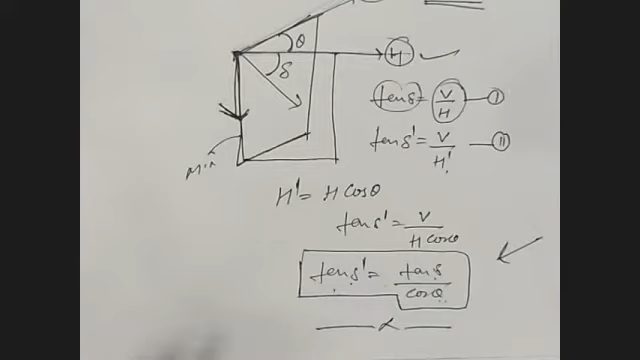 θ
H
δ
tanδ = V/H — I
tanδ' = V/H' — II
H' = H cosθ
tanδ' = V/H cosθ
tanδ' = tanδ/cosθ